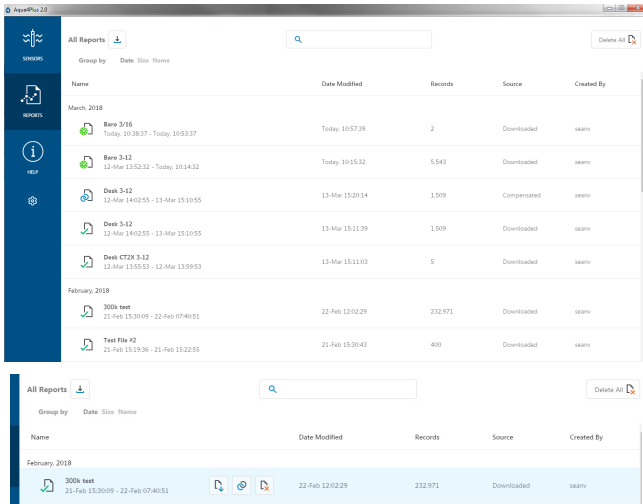 Aqua4Plus 2.0
SENSORS
REPORTS
HELP
All Reports
Delete All
Group by Date Size Name
Name Date Modified Records Source Created By
March, 2018
Baro 3/16
Today, 10:38:37 - Today, 10:53:37 Today, 10:57:39 2 Downloaded seanv
Baro 3-12
12-Mar 13:52:32 - Today, 10:14:32 Today, 10:15:32 5,543 Downloaded seanv
Desk 3-12
12-Mar 14:02:55 - 13-Mar 15:10:55 13-Mar 15:20:14 1,509 Compensated seanv
Desk 3-12
12-Mar 14:02:55 - 13-Mar 15:10:55 13-Mar 15:11:39 1,509 Downloaded seanv
Desk CT2X 3-12
12-Mar 13:55:53 - 12-Mar 13:59:53 13-Mar 15:11:03 5 Downloaded seanv
February, 2018
300k test
21-Feb 15:30:09 - 22-Feb 07:40:51 22-Feb 12:02:29 232,971 Downloaded seanv
Test File #2
21-Feb 15:19:36 - 21-Feb 15:22:55 21-Feb 15:30:43 400 Downloaded seanv
All Reports
Delete All
Group by Date Size Name
Name Date Modified Records Source Created By
February, 2018
300k test
21-Feb 15:30:09 - 22-Feb 07:40:51 22-Feb 12:02:29 232,971 Downloaded seanv